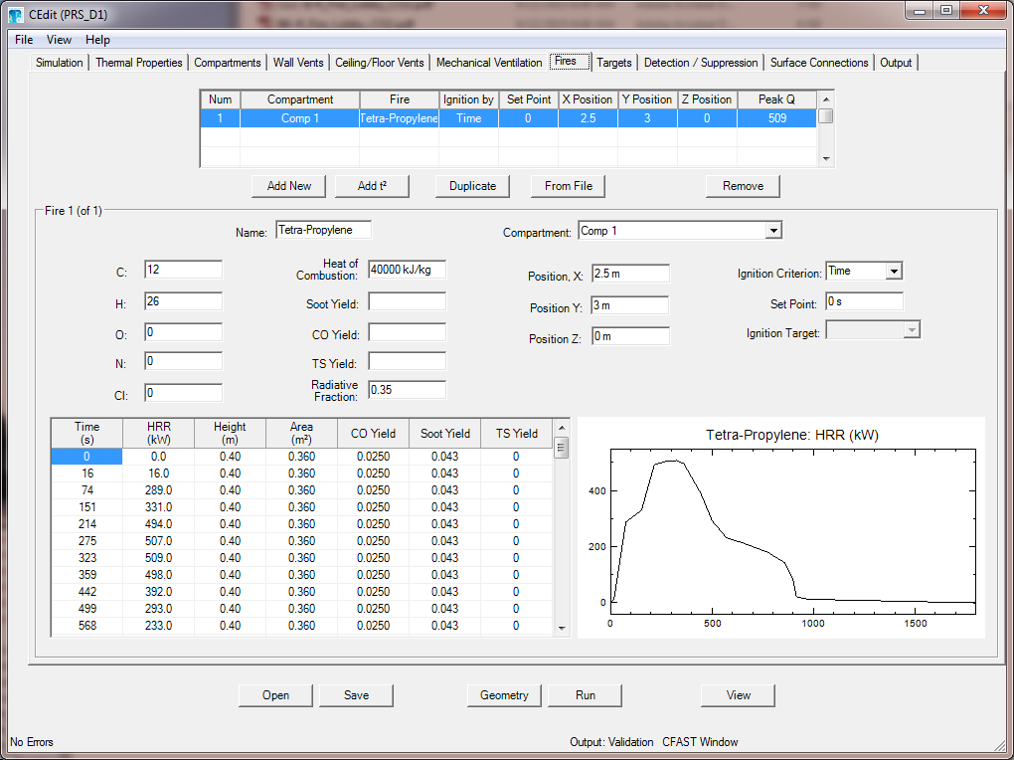 CEdit (PRS_D1)
File View Help
Simulation Thermal Properties Compartments Wall Vents Ceiling/Floor Vents Mechanical Ventilation Fires Targets Detection / Suppression Surface Connections Output
Num Compartment Fire Ignition by Set Point X Position Y Position Z Position Peak Q
1 Comp 1 Tetra-Propylene Time 0 2.5 3 0 509
Add New Add t² Duplicate From File Remove
Fire 1 (of 1)
Name: Tetra-Propylene Compartment: Comp 1
C: 12 Heat of Combustion: 40000 kJ/kg Position, X: 2.5 m Ignition Criterion: Time
H: 26 Soot Yield: Position Y: 3 m Set Point: 0 s
O: 0 CO Yield: Position Z: 0 m Ignition Target:
N: 0 TS Yield:
Cl: 0 Radiative Fraction: 0.35
Time (s) HRR (kW) Height (m) Area (m²) CO Yield Soot Yield TS Yield
0 0.0 0.40 0.360 0.0250 0.043 0
16 16.0 0.40 0.360 0.0250 0.043 0
74 289.0 0.40 0.360 0.0250 0.043 0
151 331.0 0.40 0.360 0.0250 0.043 0
214 494.0 0.40 0.360 0.0250 0.043 0
275 507.0 0.40 0.360 0.0250 0.043 0
323 509.0 0.40 0.360 0.0250 0.043 0
359 498.0 0.40 0.360 0.0250 0.043 0
442 392.0 0.40 0.360 0.0250 0.043 0
499 293.0 0.40 0.360 0.0250 0.043 0
568 233.0 0.40 0.360 0.0250 0.043 0
Tetra-Propylene: HRR (kW)
400
200
0
0 500 1000 1500
Open Save Geometry Run View
No Errors Output: Validation CFAST Window